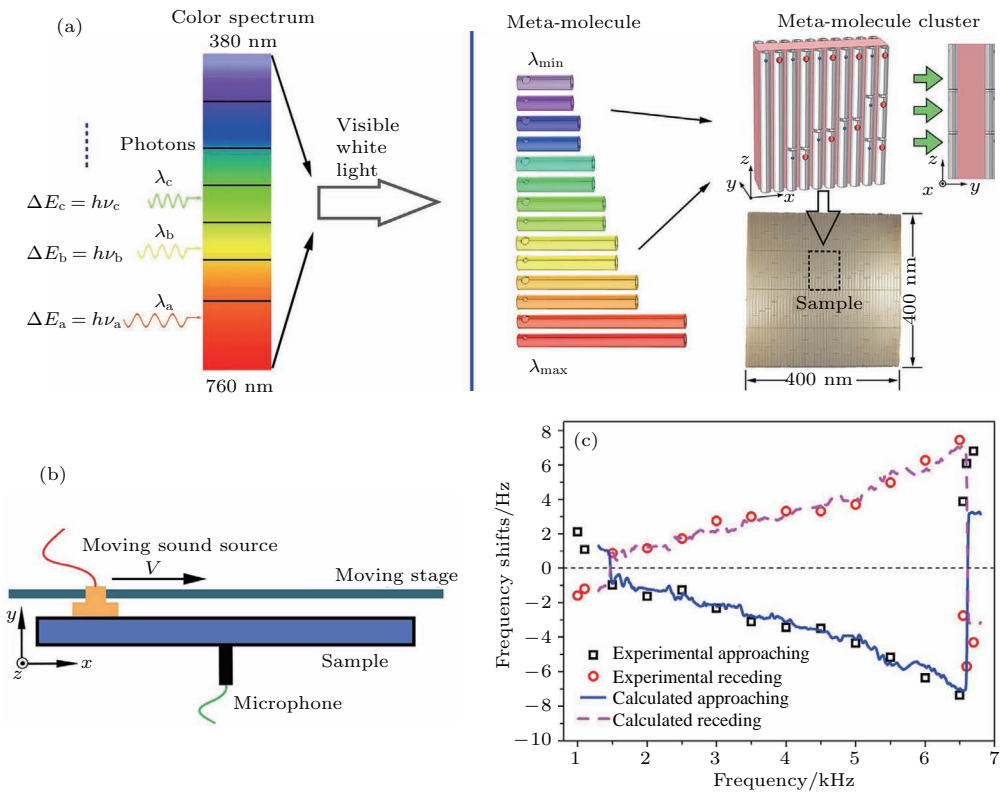 (a)
Color spectrum
380 nm
Photons
λc
ΔEc = hνc
λb
ΔEb = hνb
λa
ΔEa = hνa
760 nm
Visible
white
light
Meta-molecule
λmin
λmax
Meta-molecule cluster
z
y
x
z
x
y
Sample
400 nm
400 nm
(b)
Moving sound source
V
Moving stage
y
z
x
Sample
Microphone
(c)
Frequency shifts/Hz
8
6
4
2
0
−2
−4
−6
−8
−10
Experimental approaching
Experimental receding
Calculated approaching
Calculated receding
1
2
3
4
5
6
7
Frequency/kHz